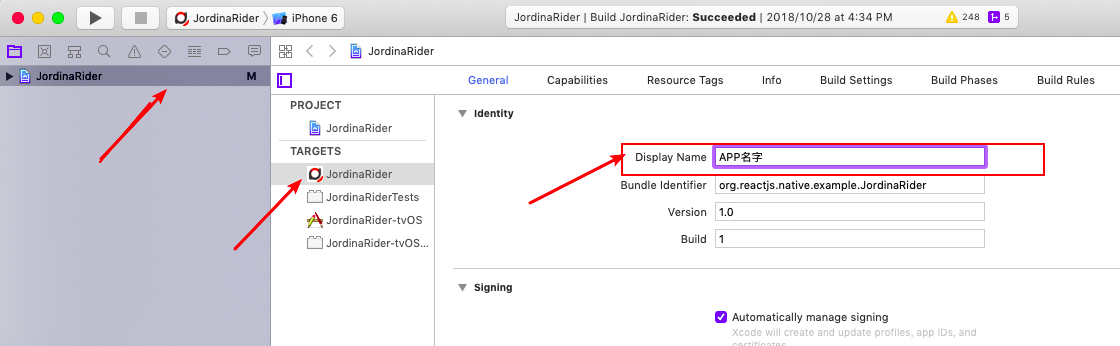 JordinaRider
iPhone 6
JordinaRider | Build JordinaRider: Succeeded | 2018/10/28 at 4:34 PM
248
5
JordinaRider M
JordinaRider
General Capabilities Resource Tags Info Build Settings Build Phases Build Rules
PROJECT
JordinaRider
TARGETS
JordinaRider
JordinaRiderTests
JordinaRider-tvOS
JordinaRider-tvOS...
Identity
Display Name APP名字
Bundle Identifier org.reactjs.native.example.JordinaRider
Version 1.0
Build 1
Signing
Automatically manage signing
Xcode will create and update profiles, app IDs, and
certificates.